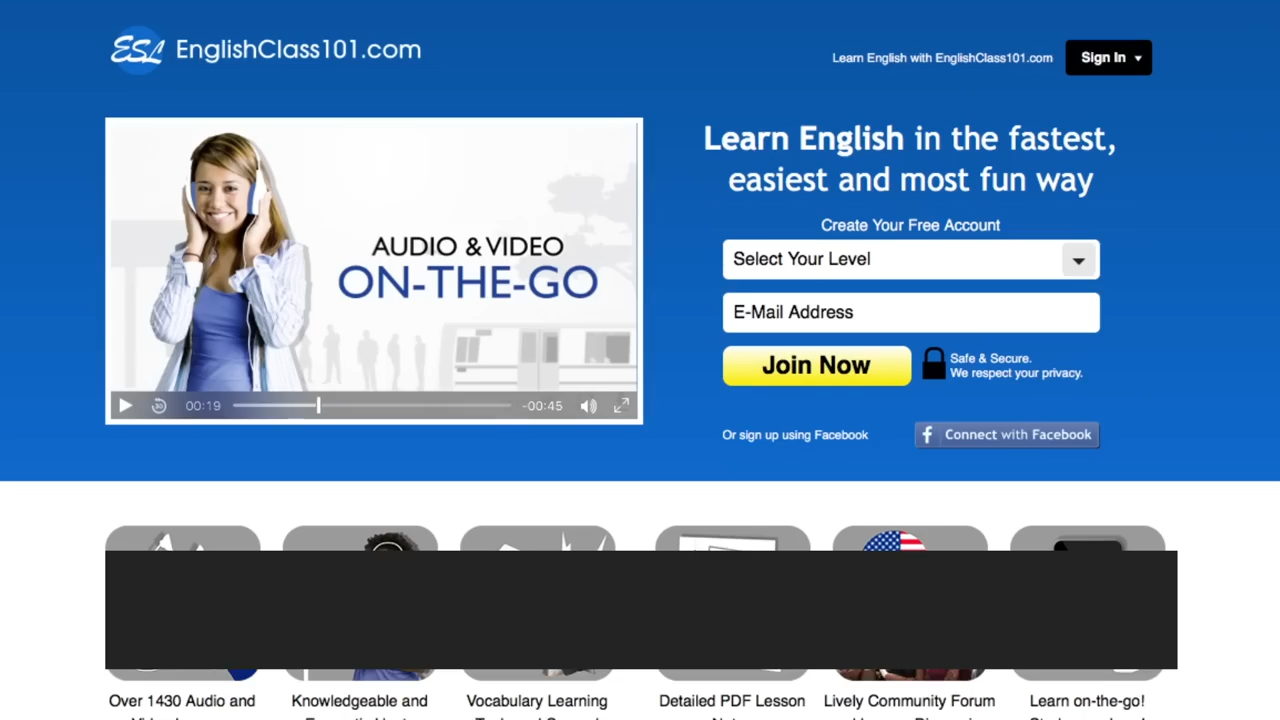 ESL EnglishClass101.com
Learn English with EnglishClass101.com
Sign In
AUDIO & VIDEO
ON-THE-GO
00:19
-00:45
30
Learn English in the fastest,
easiest and most fun way
Create Your Free Account
Select Your Level
E-Mail Address
Join Now
Safe & Secure.
We respect your privacy.
Or sign up using Facebook
f Connect with Facebook
Over 1430 Audio and
Knowledgeable and
Vocabulary Learning
Detailed PDF Lesson
Lively Community Forum
Learn on-the-go!